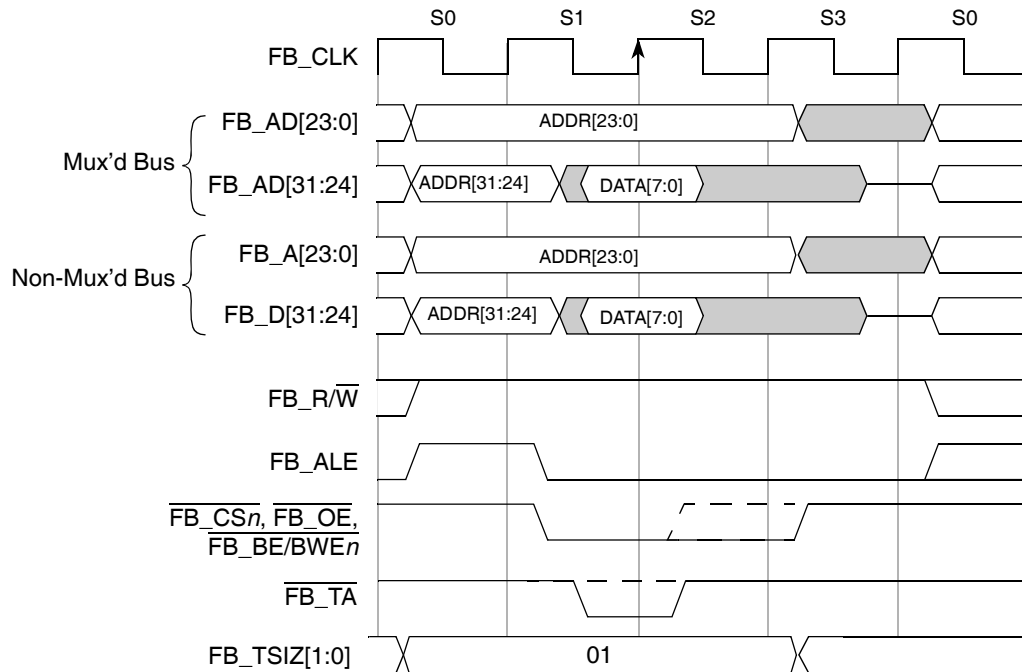 S0 S1 S2 S3 S0
FB_CLK
FB_AD[23:0] ADDR[23:0]
Mux'd Bus
FB_AD[31:24] ADDR[31:24] DATA[7:0]
FB_A[23:0] ADDR[23:0]
Non-Mux'd Bus
FB_D[31:24] ADDR[31:24] DATA[7:0]
FB_R/W
FB_ALE
FB_CSn, FB_OE,
FB_BE/BWEn
FB_TA
FB_TSIZ[1:0] 01